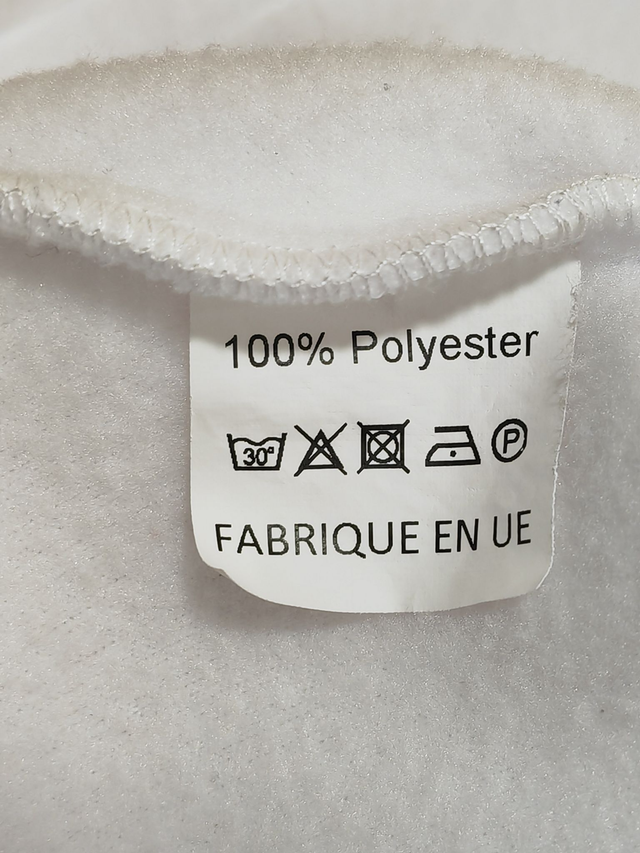 100% Polyester
30° P
FABRIQUE EN UE